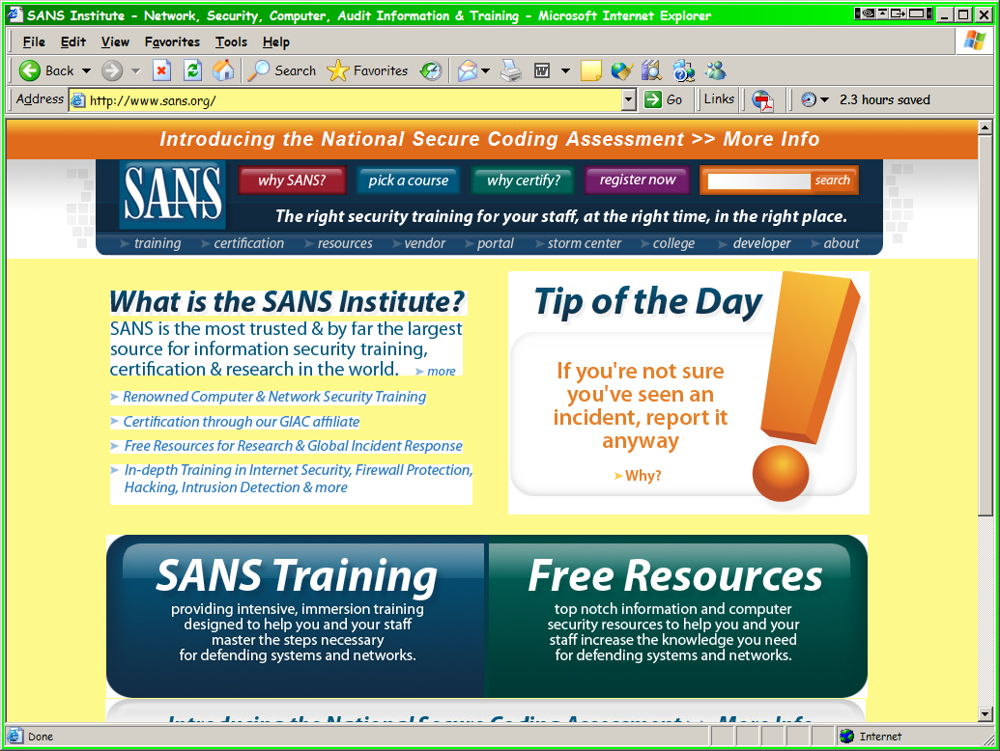 SANS Institute - Network, Security, Computer, Audit Information & Training - Microsoft Internet Explorer
File Edit View Favorites Tools Help
Back Search Favorites
Address http://www.sans.org/ Go Links 2.3 hours saved
Introducing the National Secure Coding Assessment >> More Info
SANS why SANS? pick a course why certify? register now search
The right security training for your staff, at the right time, in the right place.
training certification resources vendor portal storm center college developer about
What is the SANS Institute?
SANS is the most trusted & by far the largest
source for information security training,
certification & research in the world. more
Renowned Computer & Network Security Training
Certification through our GIAC affiliate
Free Resources for Research & Global Incident Response
In-depth Training in Internet Security, Firewall Protection,
Hacking, Intrusion Detection & more
Tip of the Day
If you're not sure
you've seen an
incident, report it
anyway
Why?
SANS Training
providing intensive, immersion training
designed to help you and your staff
master the steps necessary
for defending systems and networks.
Free Resources
top notch information and computer
security resources to help you and your
staff increase the knowledge you need
for defending systems and networks.
Introducing the National Secure Coding Assessment >> More Info
Done Internet